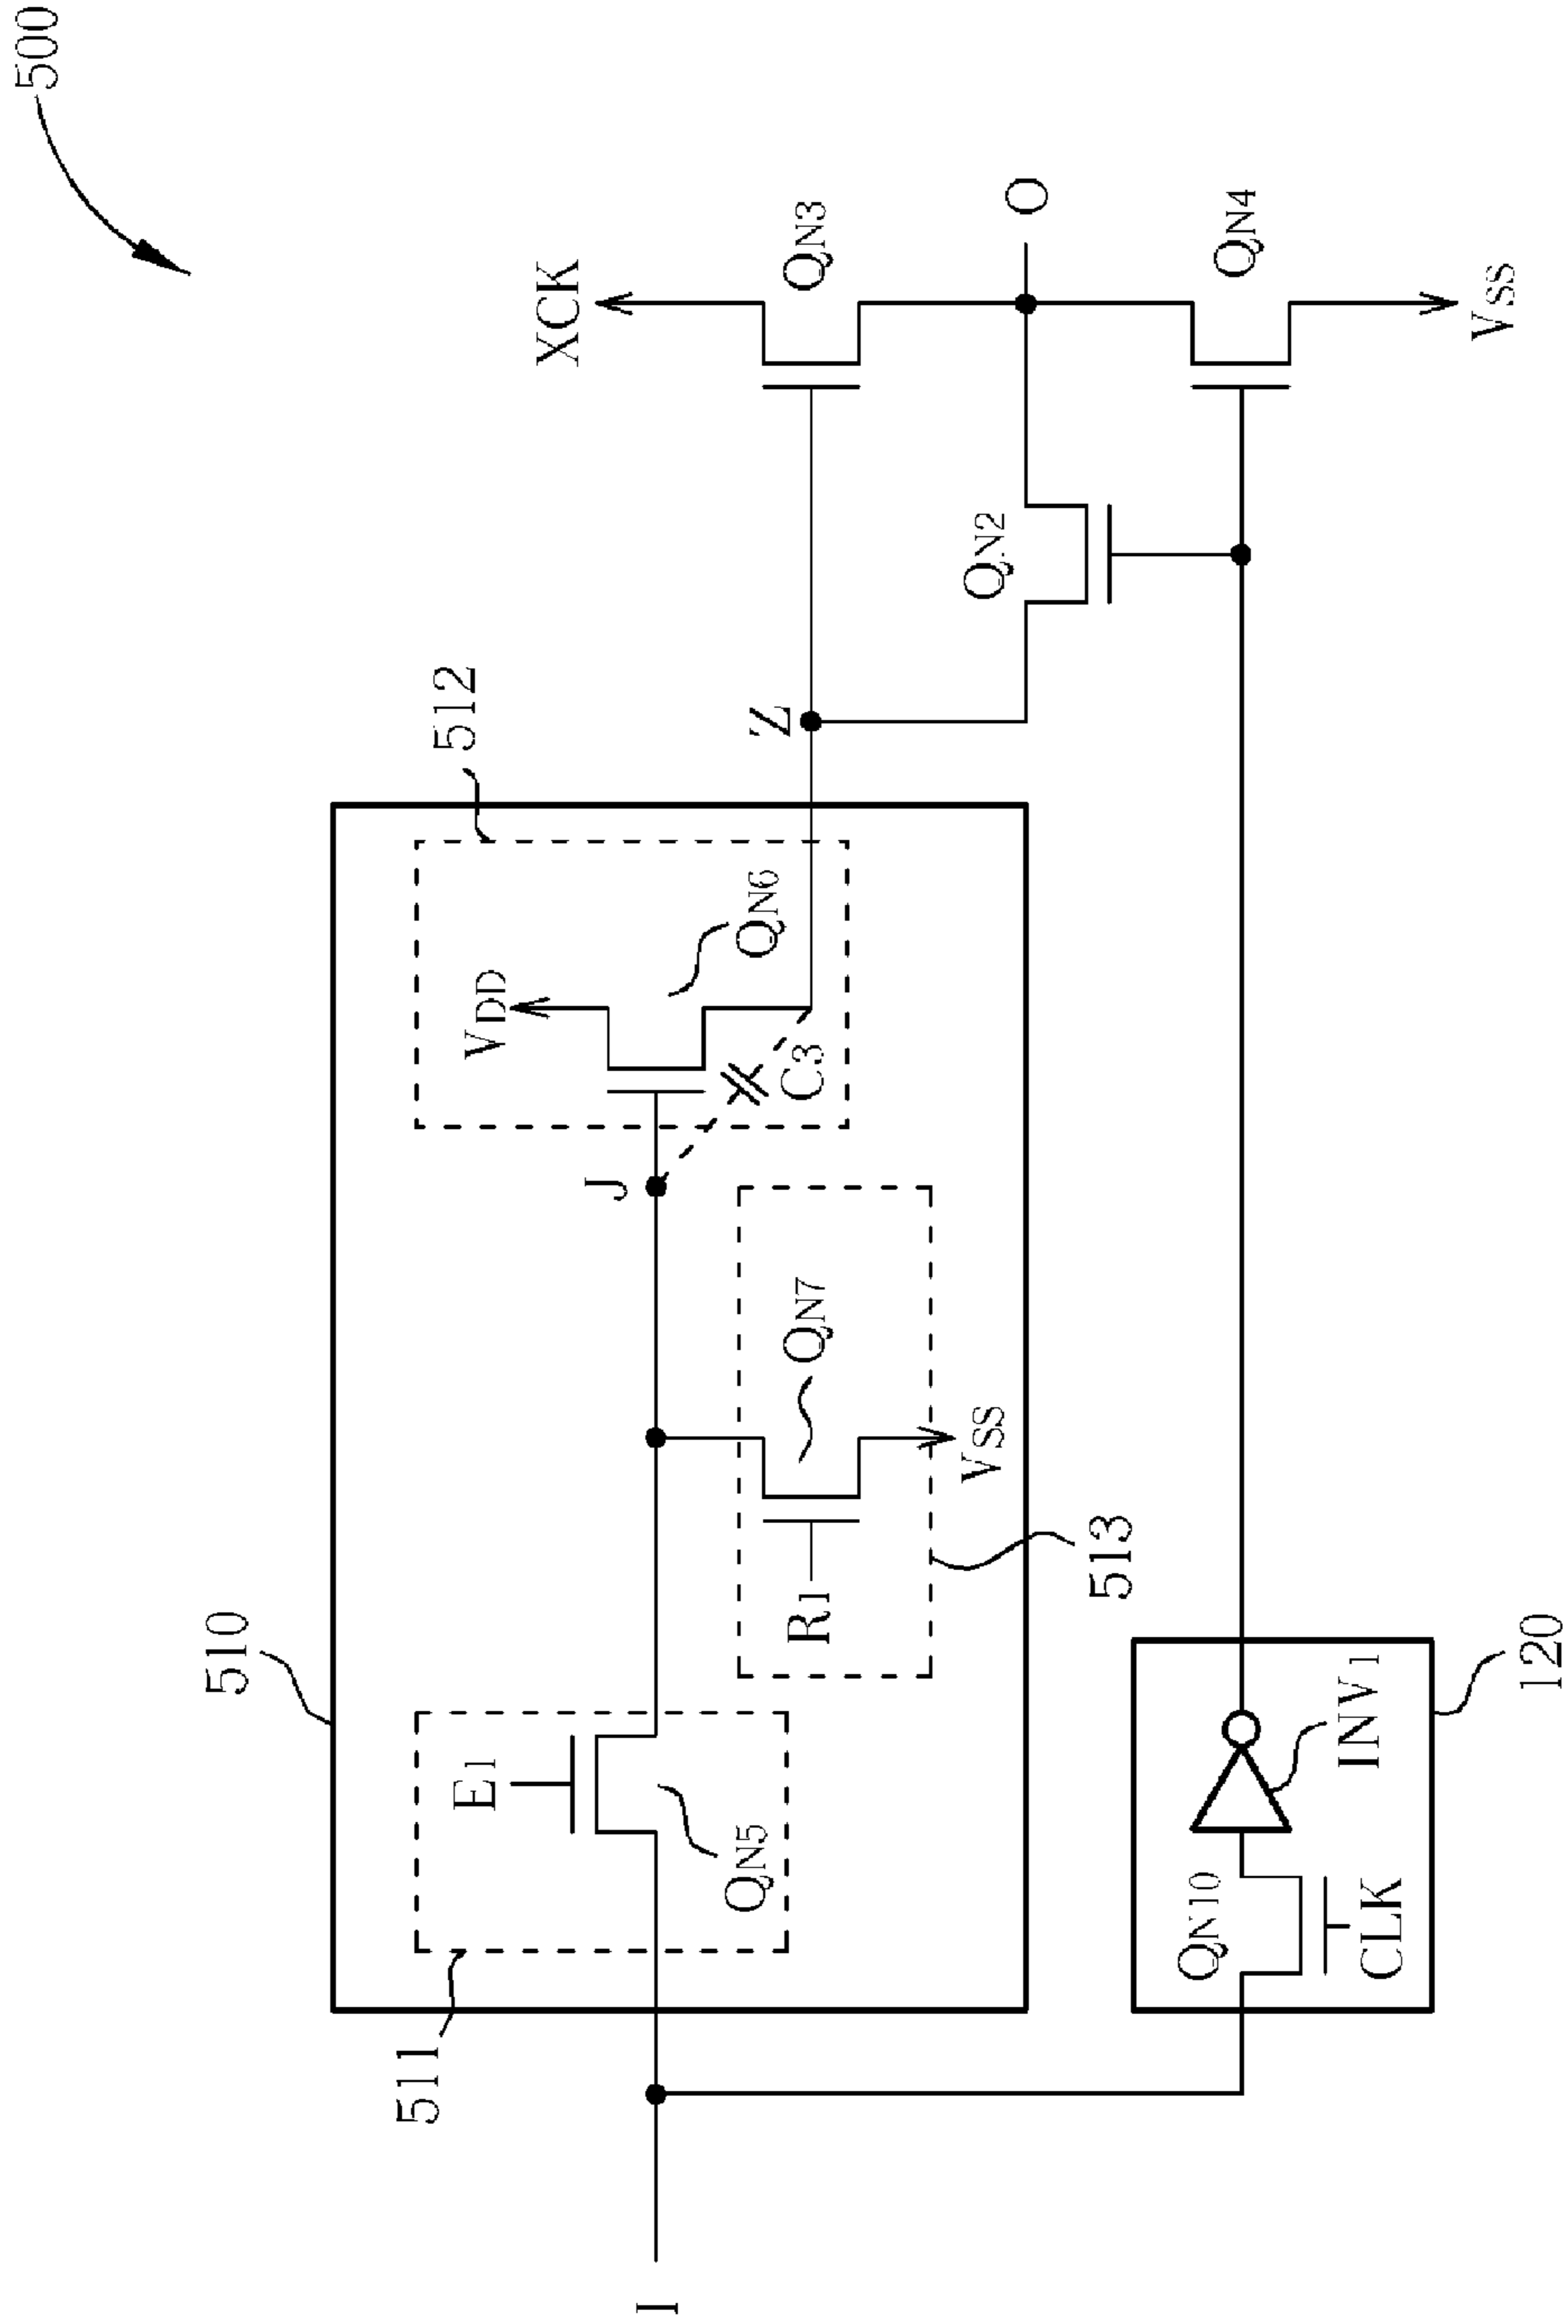 500
XCK
QN3
O
QN4
VSS
QN2
Z
512
VDD
QN6
C3
J
QN7
R1
VSS
513
510
E1
QN5
511
I
QN10
CLK
INV1
120